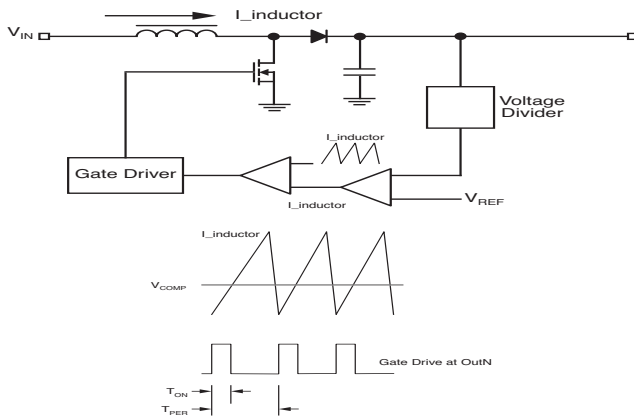 I_inductor
V_IN
Voltage
Divider
I_inductor
Gate Driver
I_inductor
V_REF
I_inductor
V_COMP
Gate Drive at OutN
T_ON
T_PER